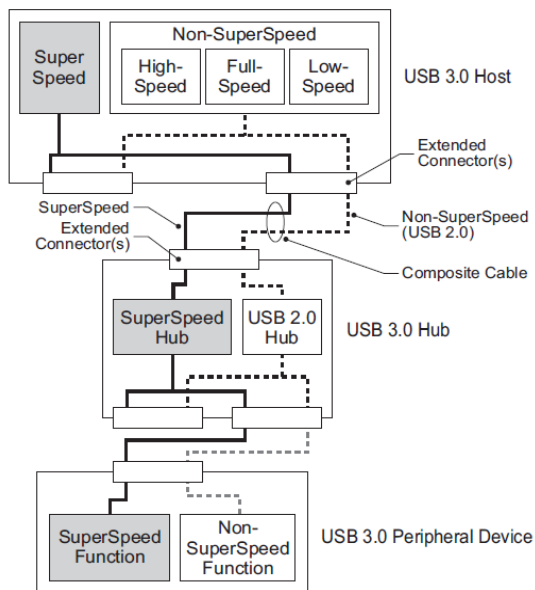 Super
Speed
Non-SuperSpeed
High-
Speed
Full-
Speed
Low-
Speed
USB 3.0 Host
Extended
Connector(s)
SuperSpeed
Extended
Connector(s)
Non-SuperSpeed
(USB 2.0)
Composite Cable
SuperSpeed
Hub
USB 2.0
Hub
USB 3.0 Hub
SuperSpeed
Function
Non-
SuperSpeed
Function
USB 3.0 Peripheral Device